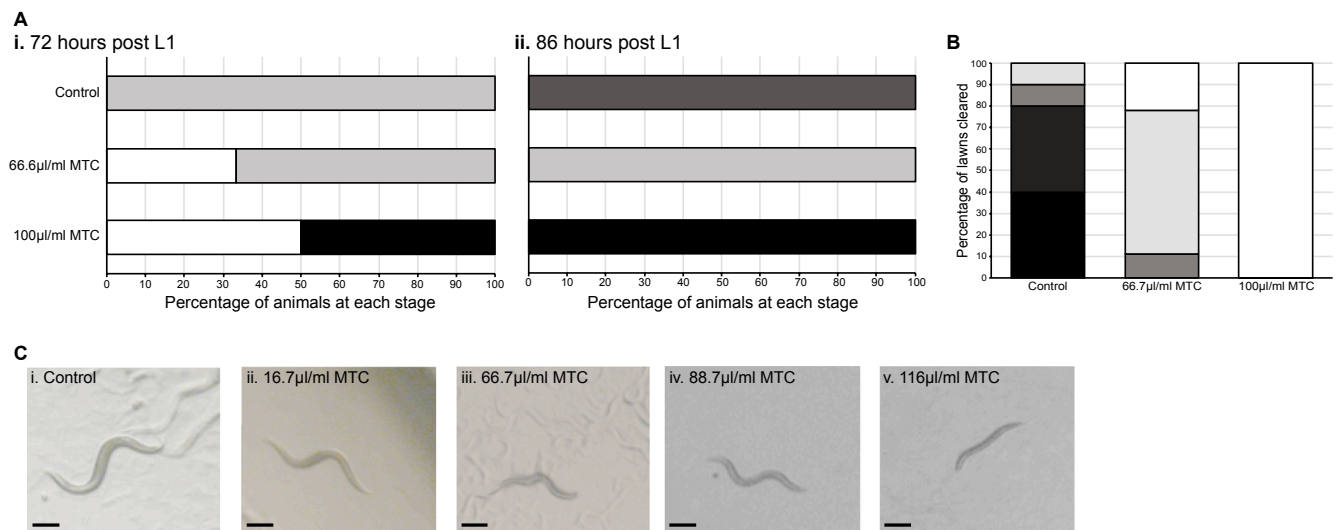 A
i. 72 hours post L1
Control
66.6µl/ml MTC
100µl/ml MTC
0 10 20 30 40 50 60 70 80 90 100
Percentage of animals at each stage
ii. 86 hours post L1
0 10 20 30 40 50 60 70 80 90 100
Percentage of animals at each stage
B
Percentage of lawns cleared
100
90
80
70
60
50
40
30
20
10
0
Control 66.7µl/ml MTC 100µl/ml MTC
C
i. Control
ii. 16.7µl/ml MTC
iii. 66.7µl/ml MTC
iv. 88.7µl/ml MTC
v. 116µl/ml MTC